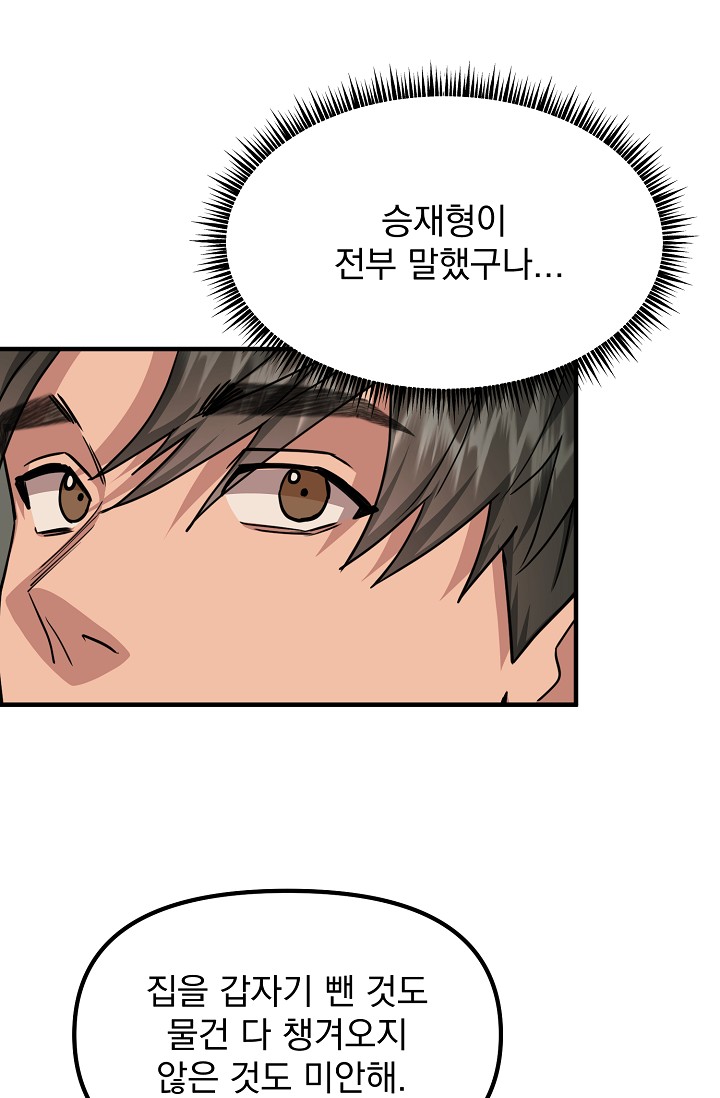 승재형이
전부 말했구나...
집을 갑자기 뺀 것도
물건 다 챙겨오지
않은 것도 미안해.